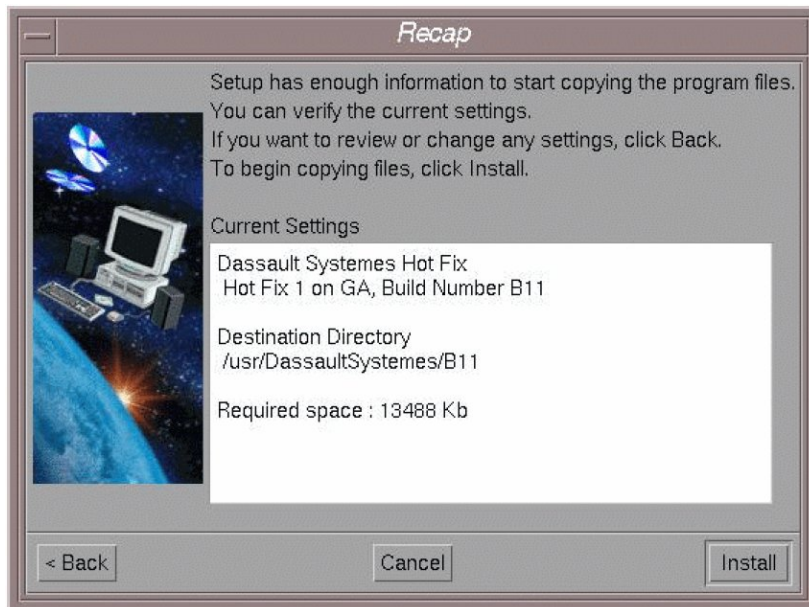 Recap
Setup has enough information to start copying the program files.
You can verify the current settings.
If you want to review or change any settings, click Back.
To begin copying files, click Install.
Current Settings
Dassault Systemes Hot Fix
Hot Fix 1 on GA, Build Number B11
Destination Directory
/usr/DassaultSystemes/B11
Required space : 13488 Kb
< Back
Cancel
Install